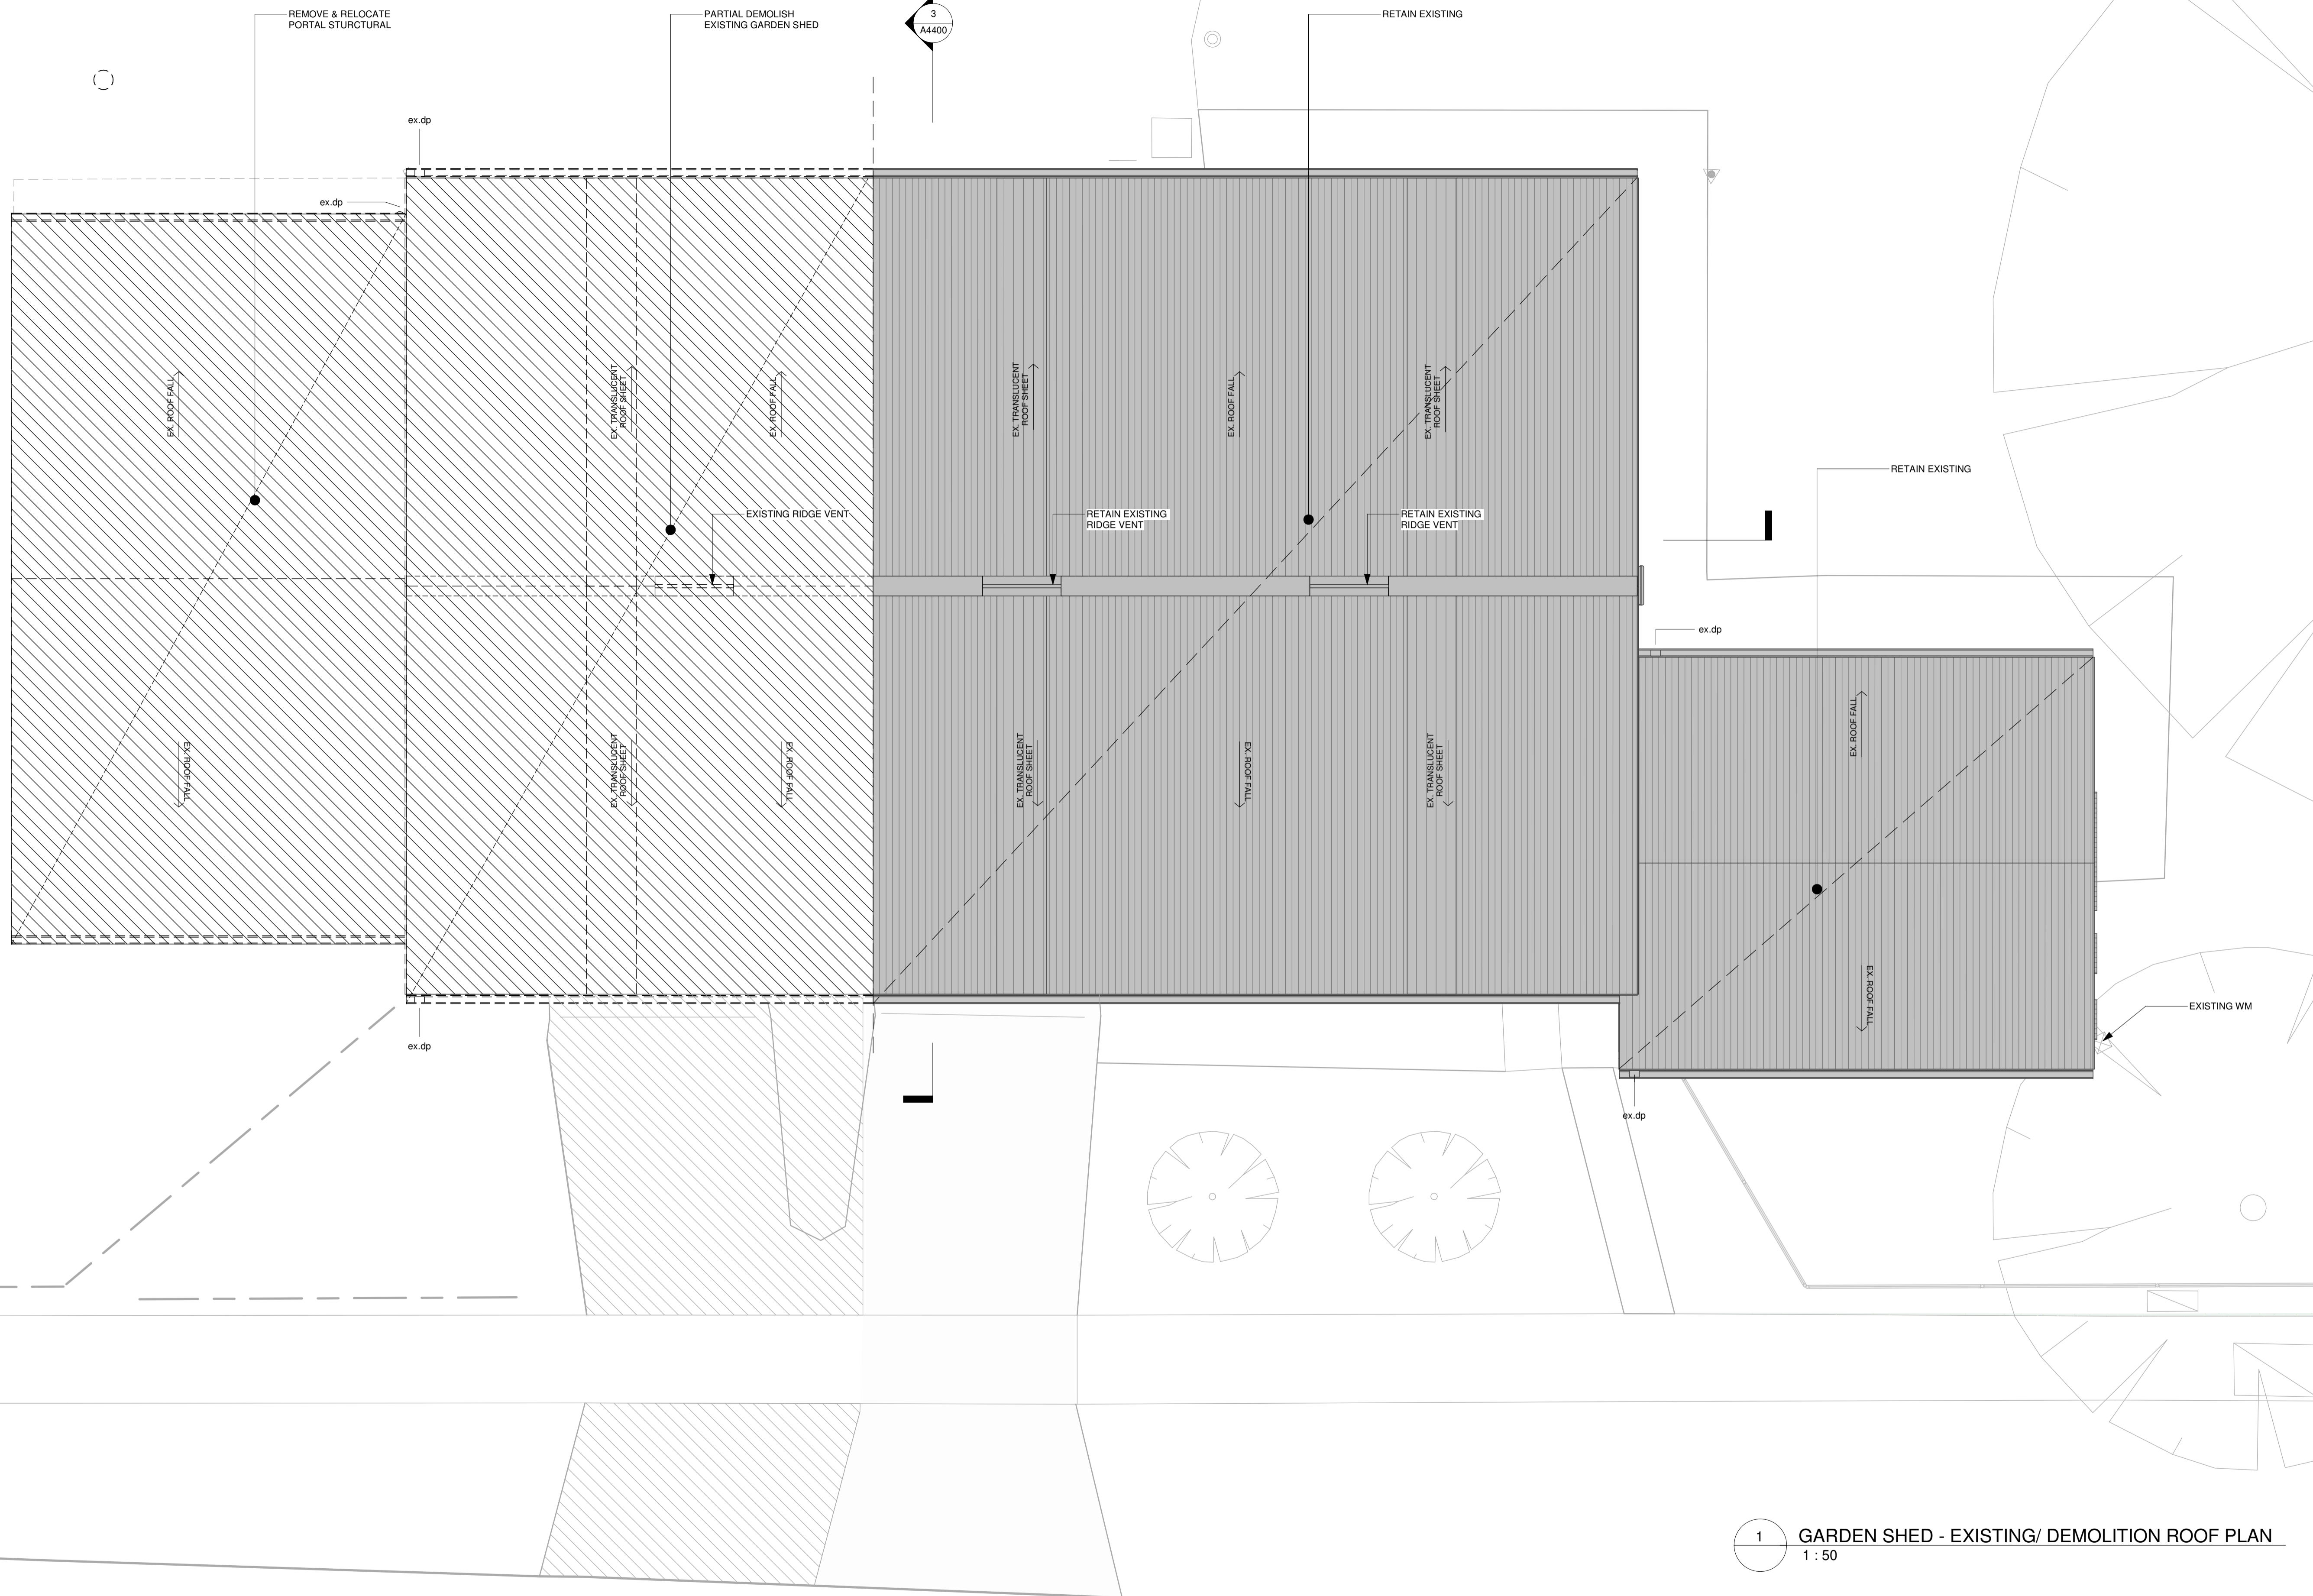 REMOVE & RELOCATE
PORTAL STURCTURAL
PARTIAL DEMOLISH
EXISTING GARDEN SHED
3
A4400
RETAIN EXISTING
ex.dp
ex.dp
EX. ROOF FALL
EX. TRANSLUCENT
ROOF SHEET
EX. ROOF FALL
EX. TRANSLUCENT
ROOF SHEET
EX. ROOF FALL
EX. TRANSLUCENT
ROOF SHEET
RETAIN EXISTING
EXISTING RIDGE VENT
RETAIN EXISTING
RIDGE VENT
RETAIN EXISTING
RIDGE VENT
ex.dp
EX. ROOF FALL
EX. ROOF FALL
EX. TRANSLUCENT
ROOF SHEET
EX. ROOF FALL
EX. TRANSLUCENT
ROOF SHEET
EX. ROOF FALL
EX. TRANSLUCENT
ROOF SHEET
EX. ROOF FALL
EXISTING WM
ex.dp
ex.dp
1
GARDEN SHED - EXISTING/ DEMOLITION ROOF PLAN
1 : 50